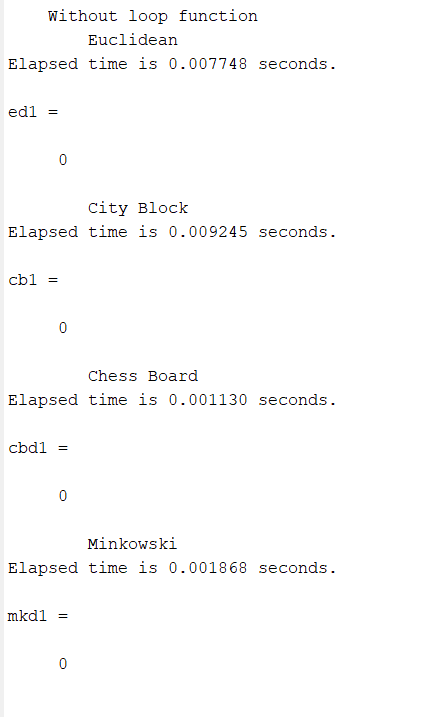 Without loop function
Euclidean
Elapsed time is 0.007748 seconds.
ed1 =
0
City Block
Elapsed time is 0.009245 seconds.
cb1 =
0
Chess Board
Elapsed time is 0.001130 seconds.
cbd1 =
0
Minkowski
Elapsed time is 0.001868 seconds.
mkd1 =
0